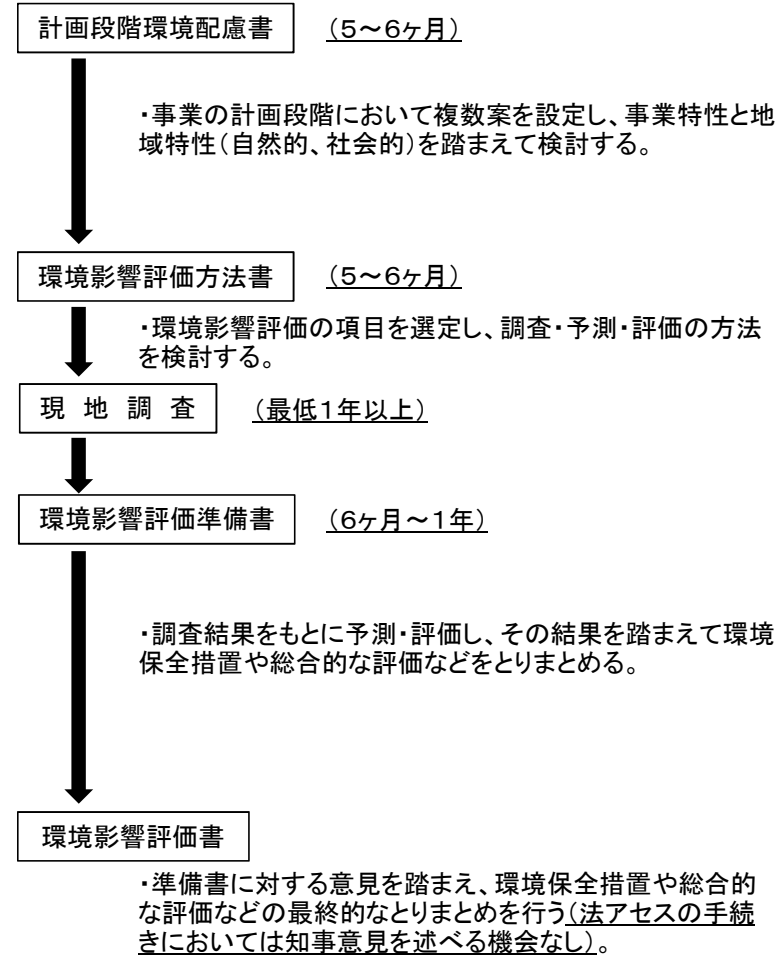 計画段階環境配慮書 (5～6ヶ月)
・事業の計画段階において複数案を設定し、事業特性と地
域特性(自然的、社会的)を踏まえて検討する。
環境影響評価方法書 (5～6ヶ月)
・環境影響評価の項目を選定し、調査・予測・評価の方法
を検討する。
現 地 調 査 (最低1年以上)
環境影響評価準備書 (6ヶ月～1年)
・調査結果をもとに予測・評価し、その結果を踏まえて環境
保全措置や総合的な評価などをとりまとめる。
環境影響評価書
・準備書に対する意見を踏まえ、環境保全措置や総合的
な評価などの最終的なとりまとめを行う(法アセスの手続
きにおいては知事意見を述べる機会なし)。